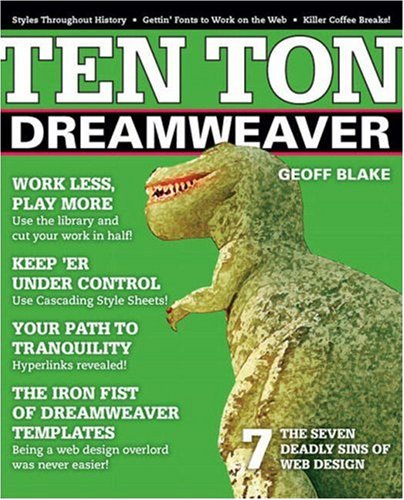 Styles Throughout History • Gettin' Fonts to Work on the Web • Killer Coffee Breaks!
TEN TON
DREAMWEAVER
GEOFF BLAKE
WORK LESS,
PLAY MORE
Use the library and
cut your work in half!
KEEP 'ER
UNDER CONTROL
Use Cascading Style Sheets!
YOUR PATH TO
TRANQUILITY
Hyperlinks revealed!
THE IRON FIST
OF DREAMWEAVER
TEMPLATES
Being a web design overlord
was never easier!
7
THE SEVEN
DEADLY SINS OF
WEB DESIGN